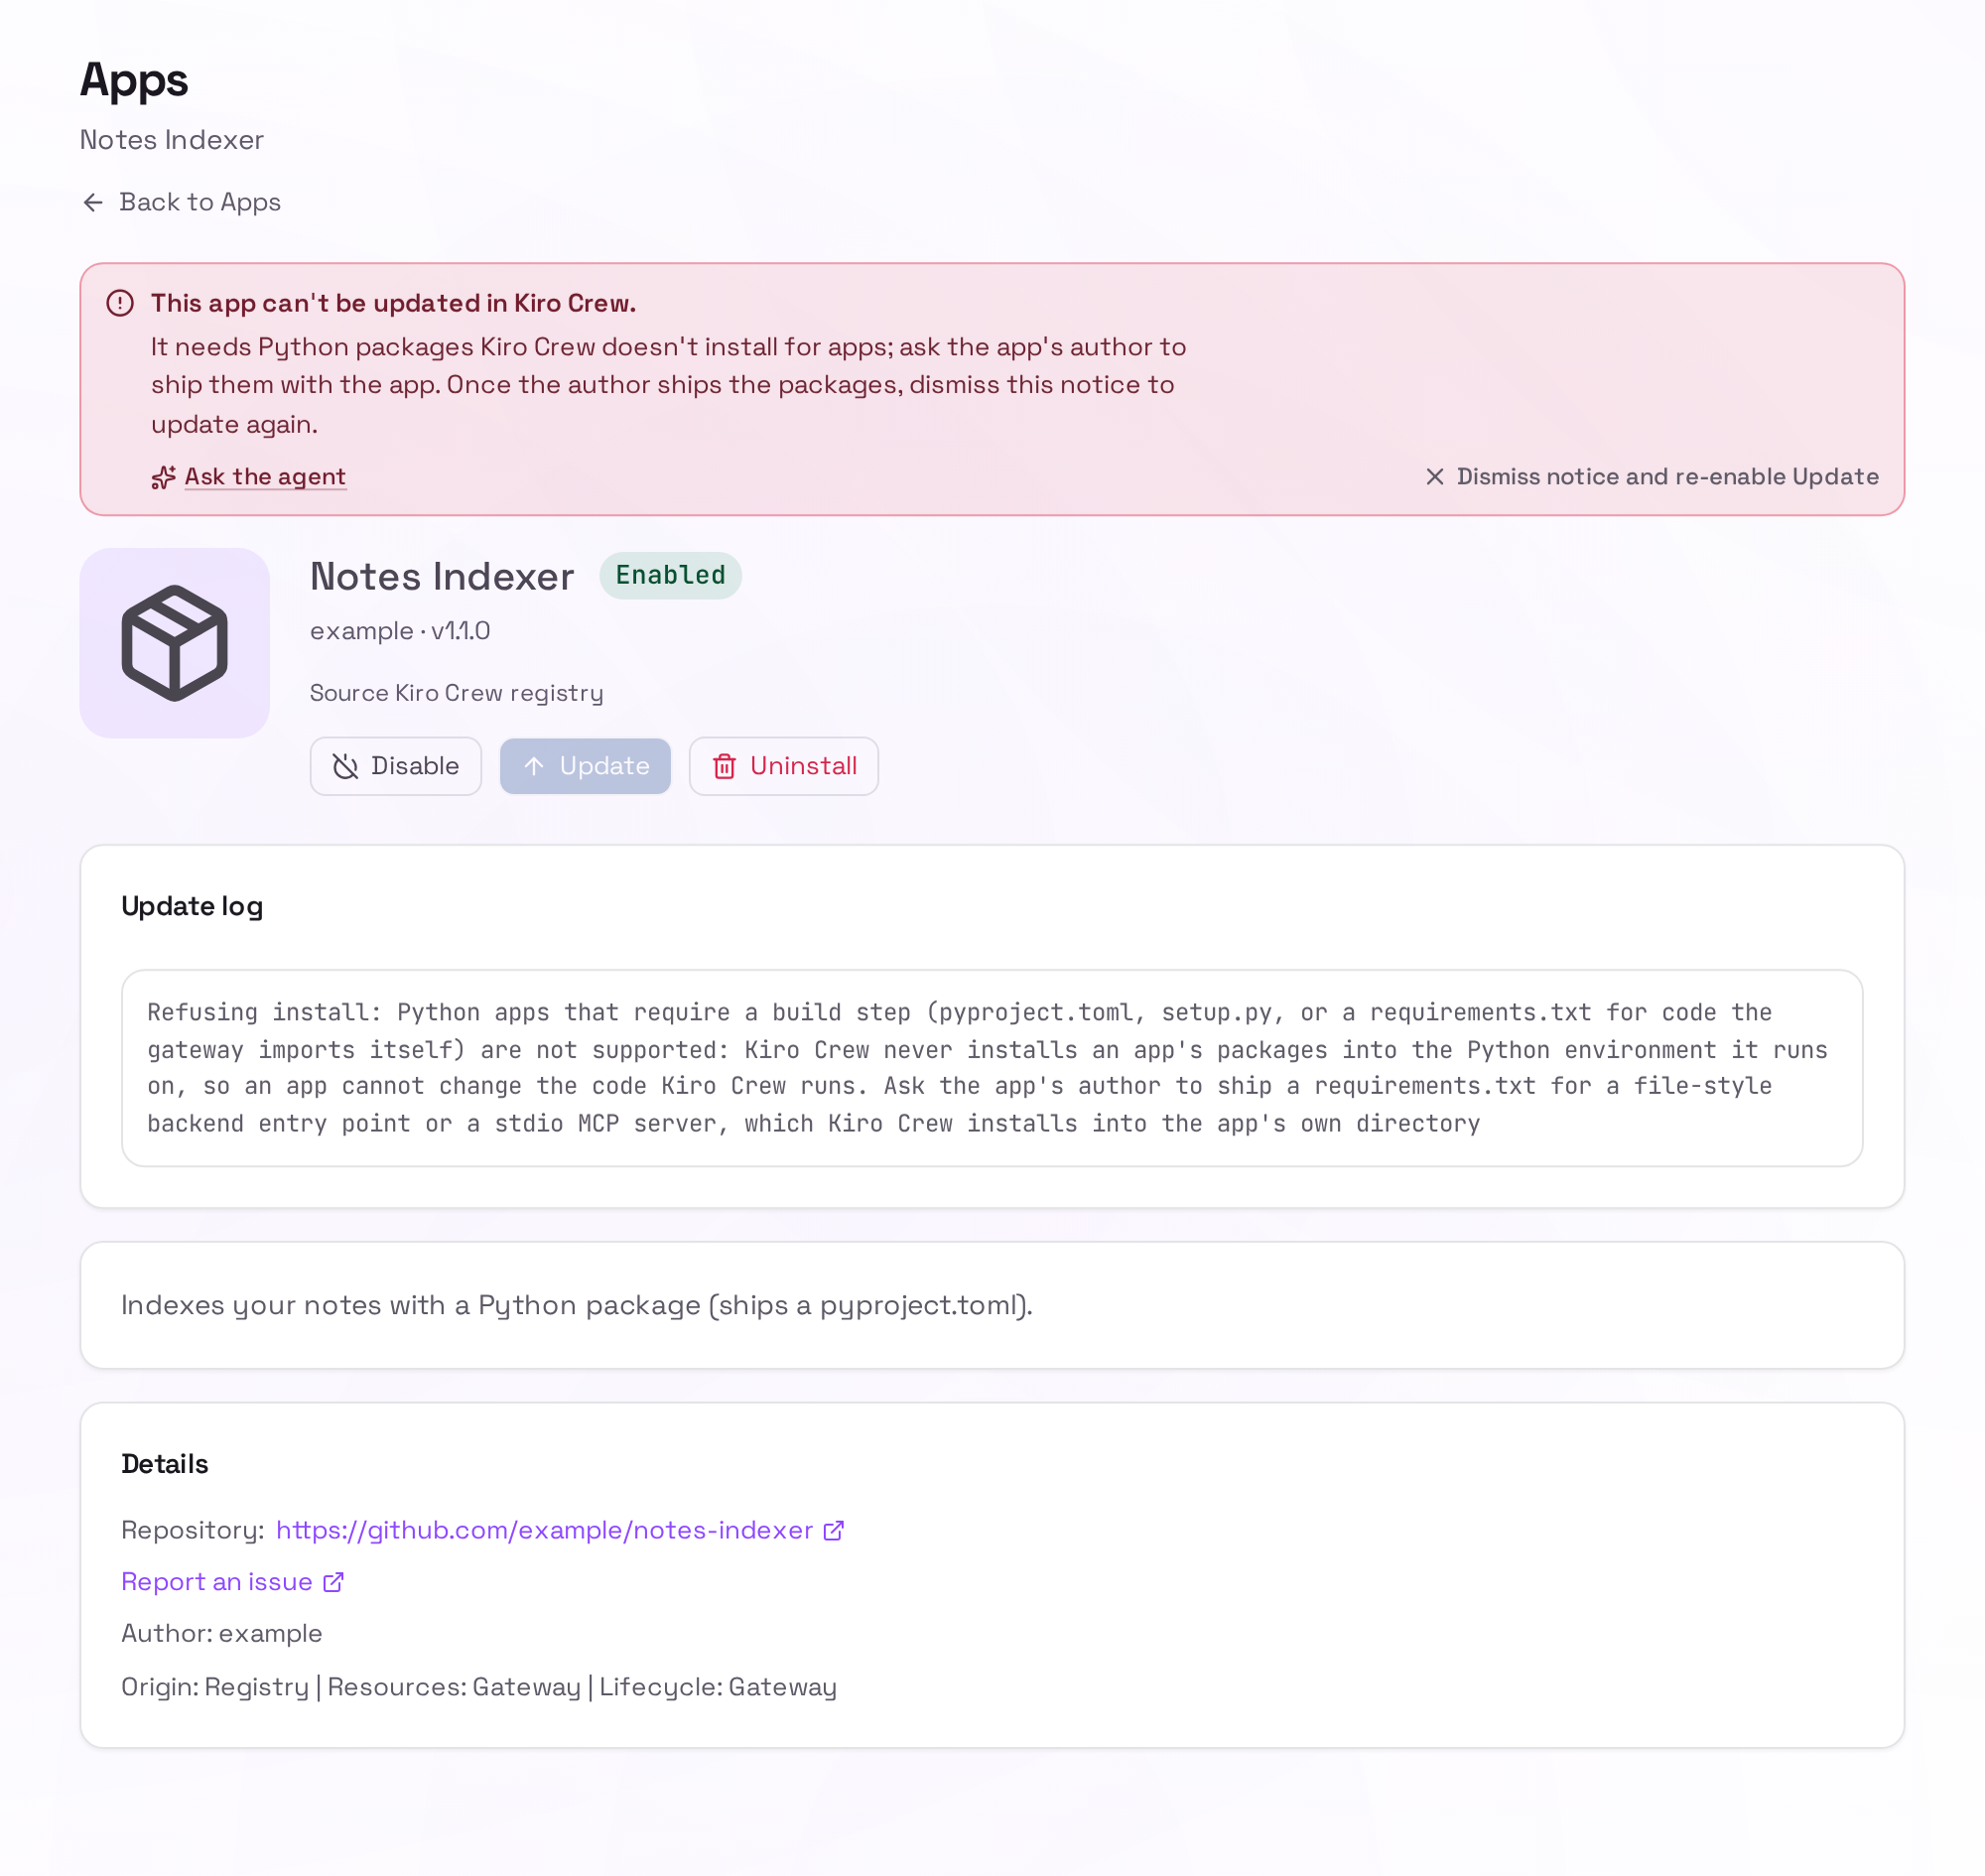 Apps
Notes Indexer
Back to Apps
This app can't be updated in Kiro Crew.
It needs Python packages Kiro Crew doesn't install for apps; ask the app's author to
ship them with the app. Once the author ships the packages, dismiss this notice to
update again.
Ask the agent
Dismiss notice and re-enable Update
Notes Indexer
Enabled
example · v1.1.0
Source Kiro Crew registry
Disable
Update
Uninstall
Update log
Refusing install: Python apps that require a build step (pyproject.toml, setup.py, or a requirements.txt for code the
gateway imports itself) are not supported: Kiro Crew never installs an app's packages into the Python environment it runs
on, so an app cannot change the code Kiro Crew runs. Ask the app's author to ship a requirements.txt for a file-style
backend entry point or a stdio MCP server, which Kiro Crew installs into the app's own directory
Indexes your notes with a Python package (ships a pyproject.toml).
Details
Repository: https://github.com/example/notes-indexer
Report an issue
Author: example
Origin: Registry | Resources: Gateway | Lifecycle: Gateway